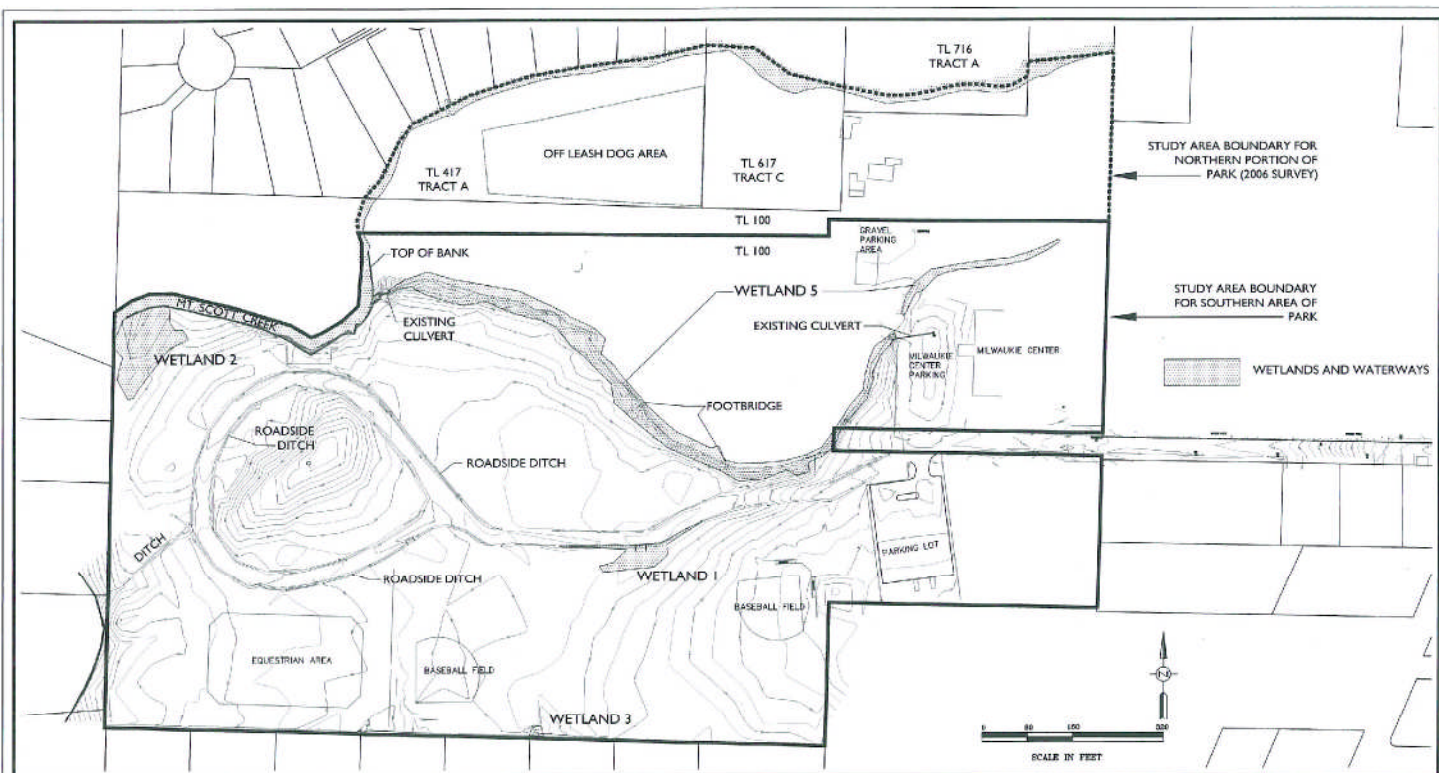 TL 716
TRACT A
OFF LEASH DOG AREA
TL 417
TRACT A
TL 617
TRACT C
STUDY AREA BOUNDARY FOR
NORTHERN PORTION OF
PARK (2006 SURVEY)
TL 100
TL 100
GRAVEL
PARKING
AREA
TOP OF BANK
WETLAND 5
MT. SCOTT CREEK
STUDY AREA BOUNDARY
FOR SOUTHERN AREA OF
PARK
EXISTING
CULVERT
EXISTING CULVERT
WETLAND 2
MILWAUKIE
CENTER
PARKING
MILWAUKIE CENTER
WETLANDS AND WATERWAYS
FOOTBRIDGE
ROADSIDE
DITCH
ROADSIDE DITCH
DITCH
PARKING LOT
ROADSIDE DITCH
WETLAND 1
BASEBALL FIELD
EQUESTRIAN AREA
BASEBALL FIELD
WETLAND 3
N
0 80 160 320
SCALE IN FEET